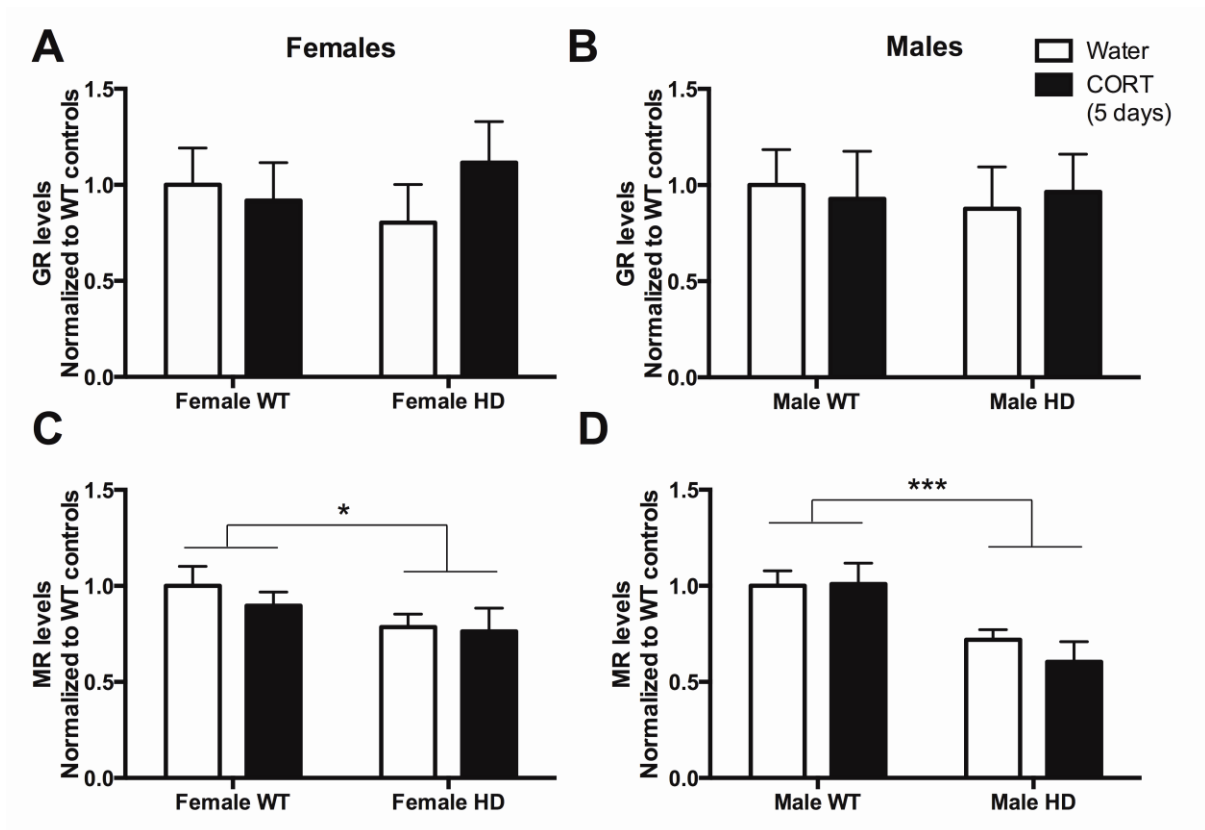 A
Females
GR levels
Normalized to WT controls
1.5
1.0
0.5
0.0
Female WT
Female HD
B
Males
Water
CORT
(5 days)
GR levels
Normalized to WT controls
1.5
1.0
0.5
0.0
Male WT
Male HD
C
MR levels
Normalized to WT controls
1.5
1.0
0.5
0.0
*
Female WT
Female HD
D
MR levels
Normalized to WT controls
1.5
1.0
0.5
0.0
***
Male WT
Male HD